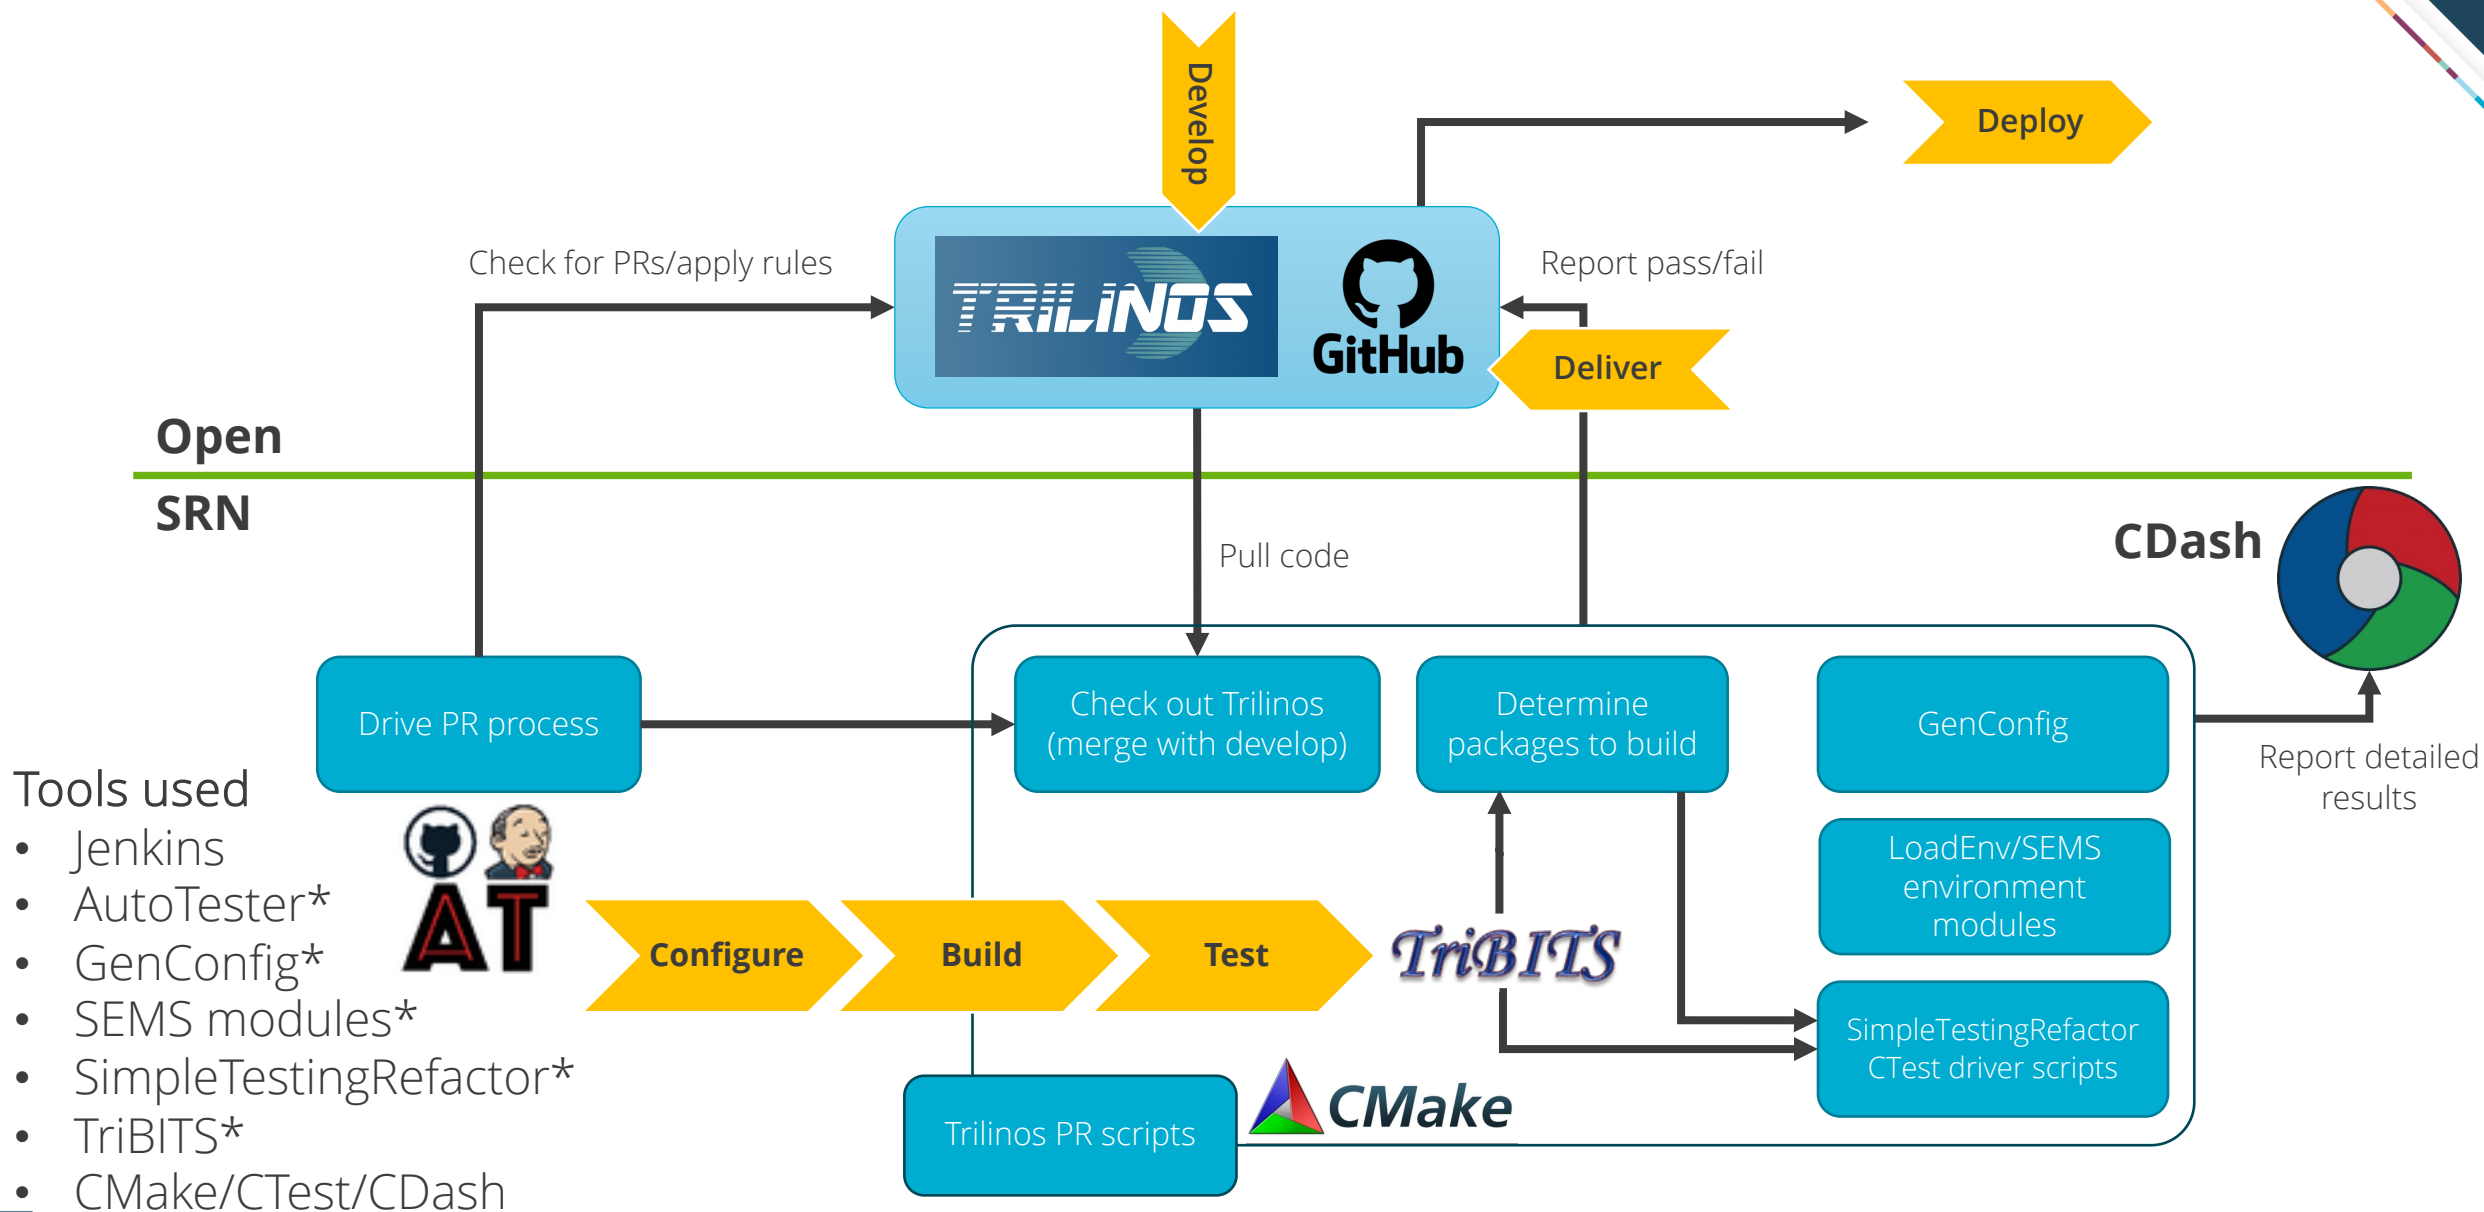 Develop
Deploy
Check for PRs/apply rules
TRILINOS
GitHub
Report pass/fail
Deliver
Open
SRN
Pull code
CDash
Drive PR process
Check out Trilinos
(merge with develop)
Determine
packages to build
GenConfig
Report detailed
results
LoadEnv/SEMS
environment
modules
Tools used
• Jenkins
• AutoTester*
• GenConfig*
• SEMS modules*
• SimpleTestingRefactor*
• TriBITS*
• CMake/CTest/CDash
AT
Configure
Build
Test
TriBITS
SimpleTestingRefactor
CTest driver scripts
Trilinos PR scripts
CMake